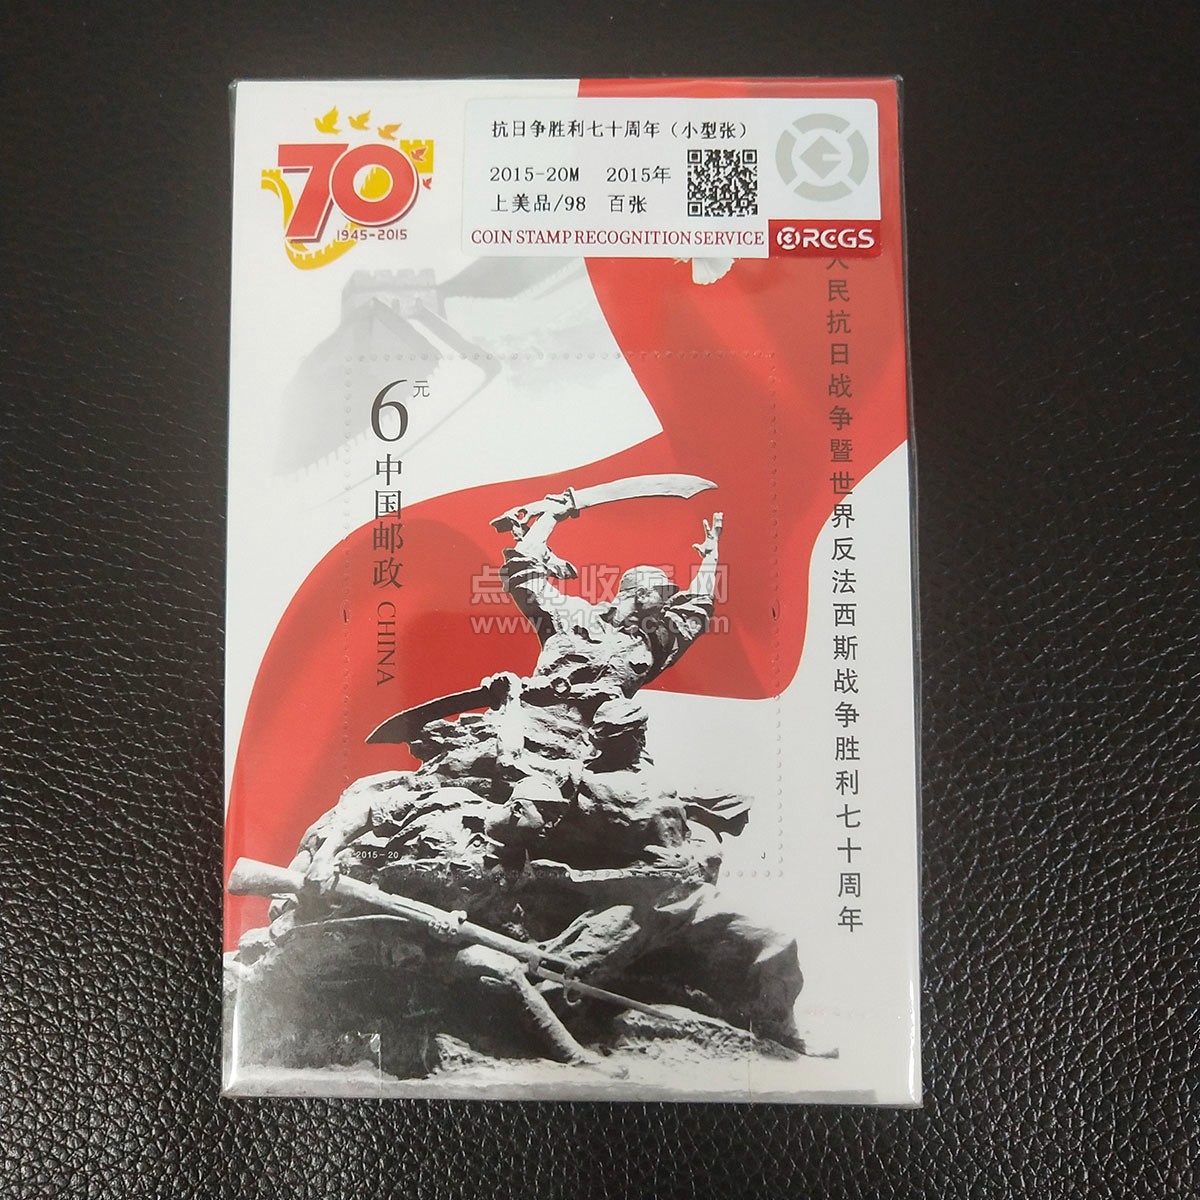 70
1945-2015
抗日争胜利七十周年（小型张）
2015-20M 2015年
上美品/98 百张
COIN STAMP RECOGNITION SERVICE
RCGS
人民抗日战争暨世界反法西斯战争胜利七十周年
6元
中国邮政 CHINA
点购收藏网
2015-20
J